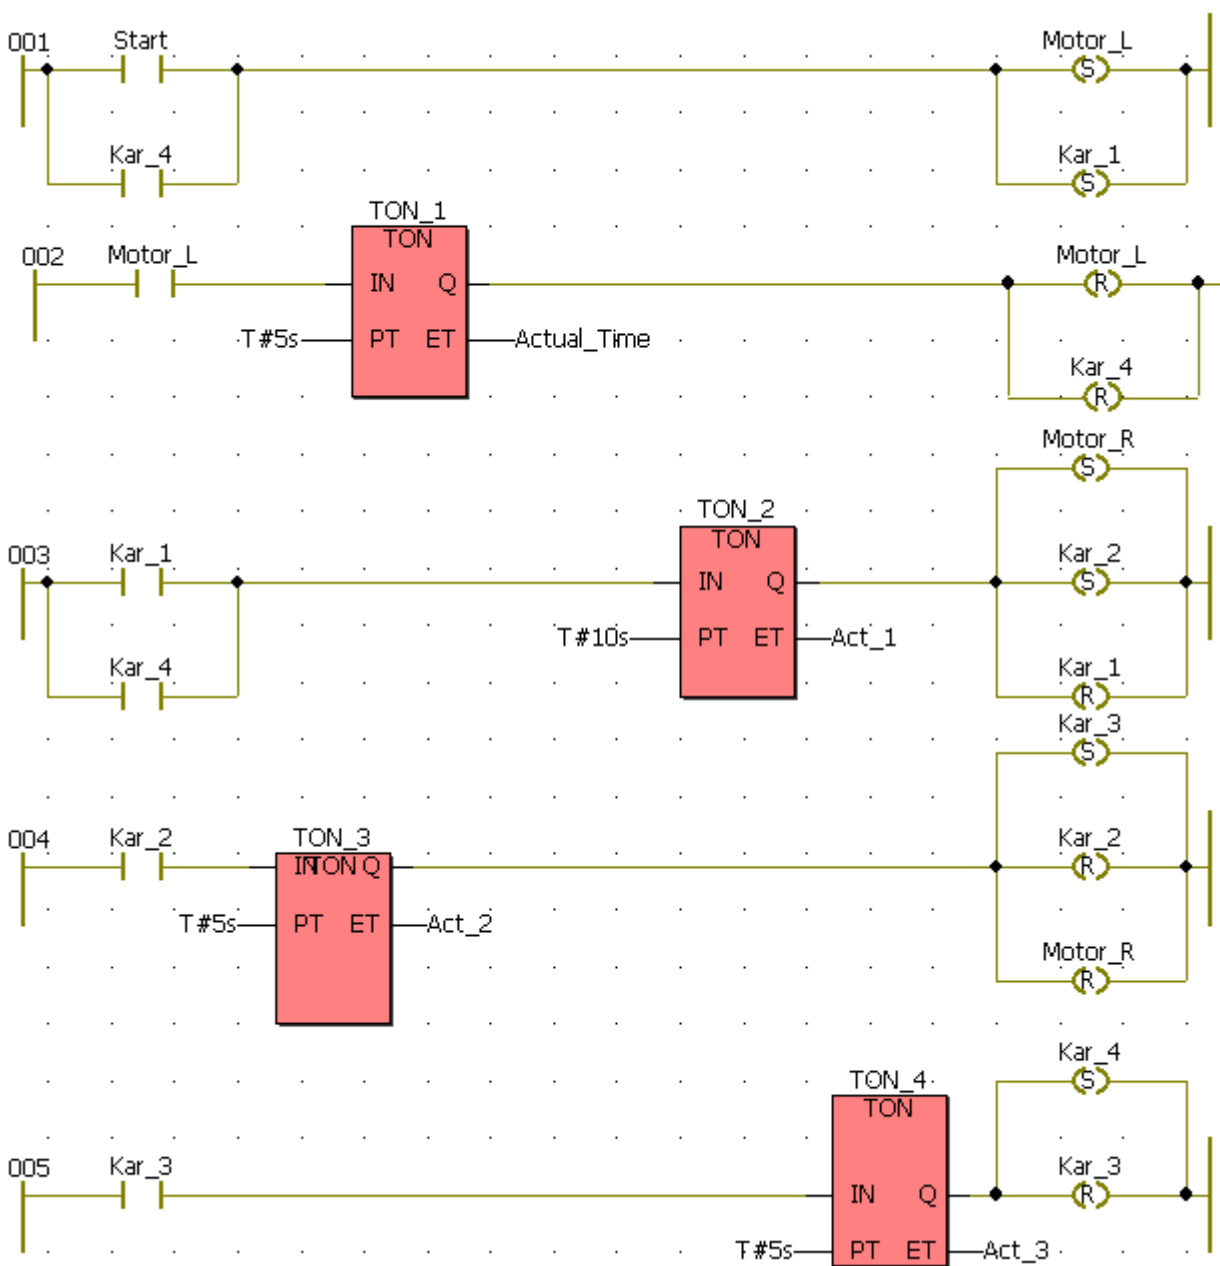 001 Start Motor_L
S
Kar_4 Kar_1
S
TON_1
002 Motor_L TON Motor_L
IN Q R
T#5s PT ET Actual_Time
Kar_4
R
Motor_R
S
TON_2
003 Kar_1 TON Kar_2
IN Q S
T#10s PT ET Act_1
Kar_4 Kar_1
R
Kar_3
S
004 Kar_2 TON_3 Kar_2
IN TON Q R
T#5s PT ET Act_2
Motor_R
R
Kar_4
TON_4 S
TON
005 Kar_3 Kar_3
IN Q R
T#5s PT ET Act_3